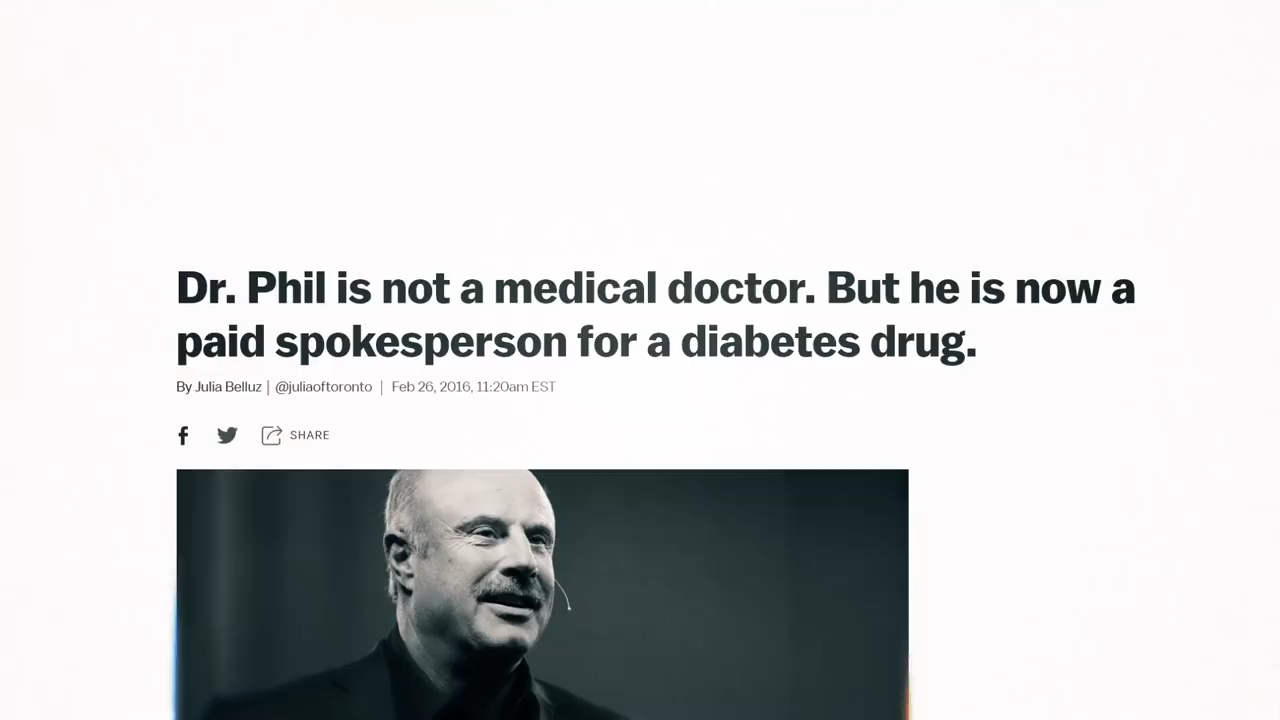 Dr. Phil is not a medical doctor. But he is now a
paid spokesperson for a diabetes drug.
By Julia Belluz | @juliaoftoronto | Feb 26, 2016, 11:20am EST
SHARE